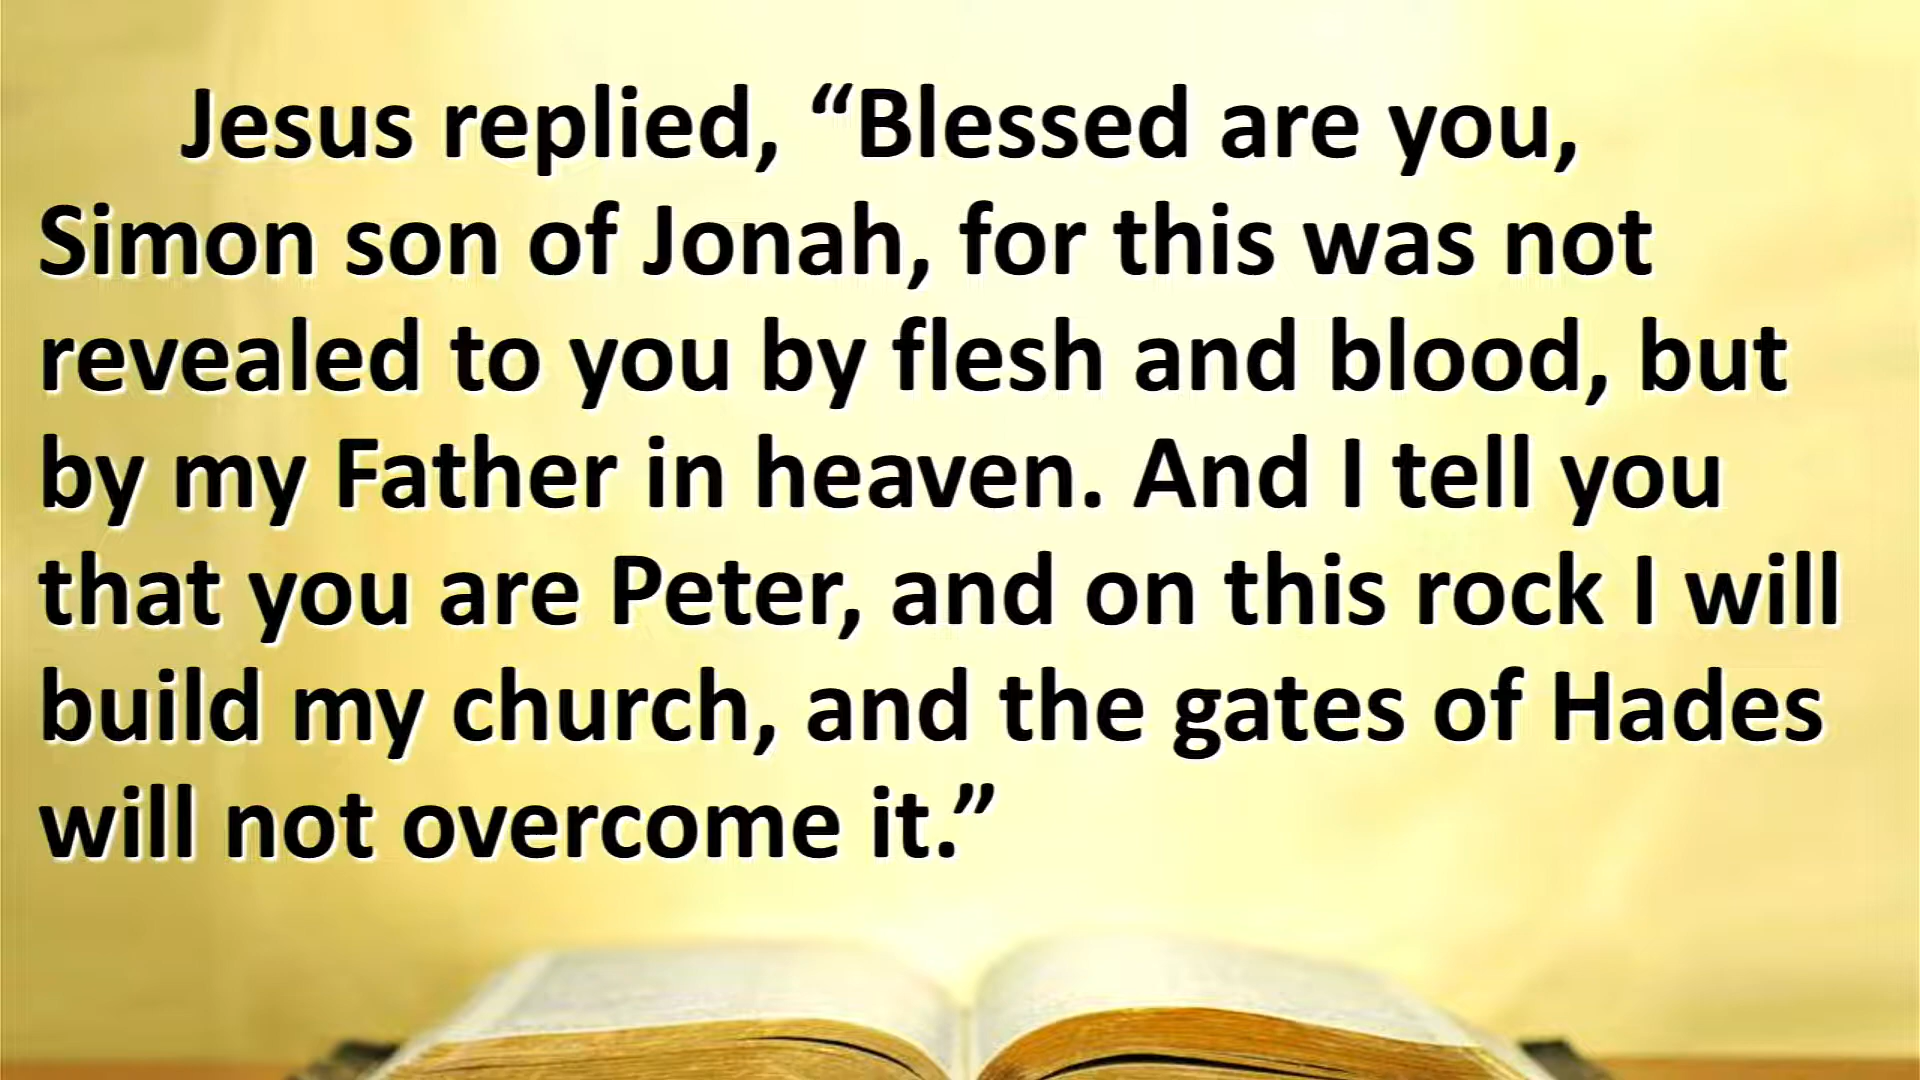 Jesus replied, “Blessed are you,
Simon son of Jonah, for this was not
revealed to you by flesh and blood, but
by my Father in heaven. And I tell you
that you are Peter, and on this rock I will
build my church, and the gates of Hades
will not overcome it.”